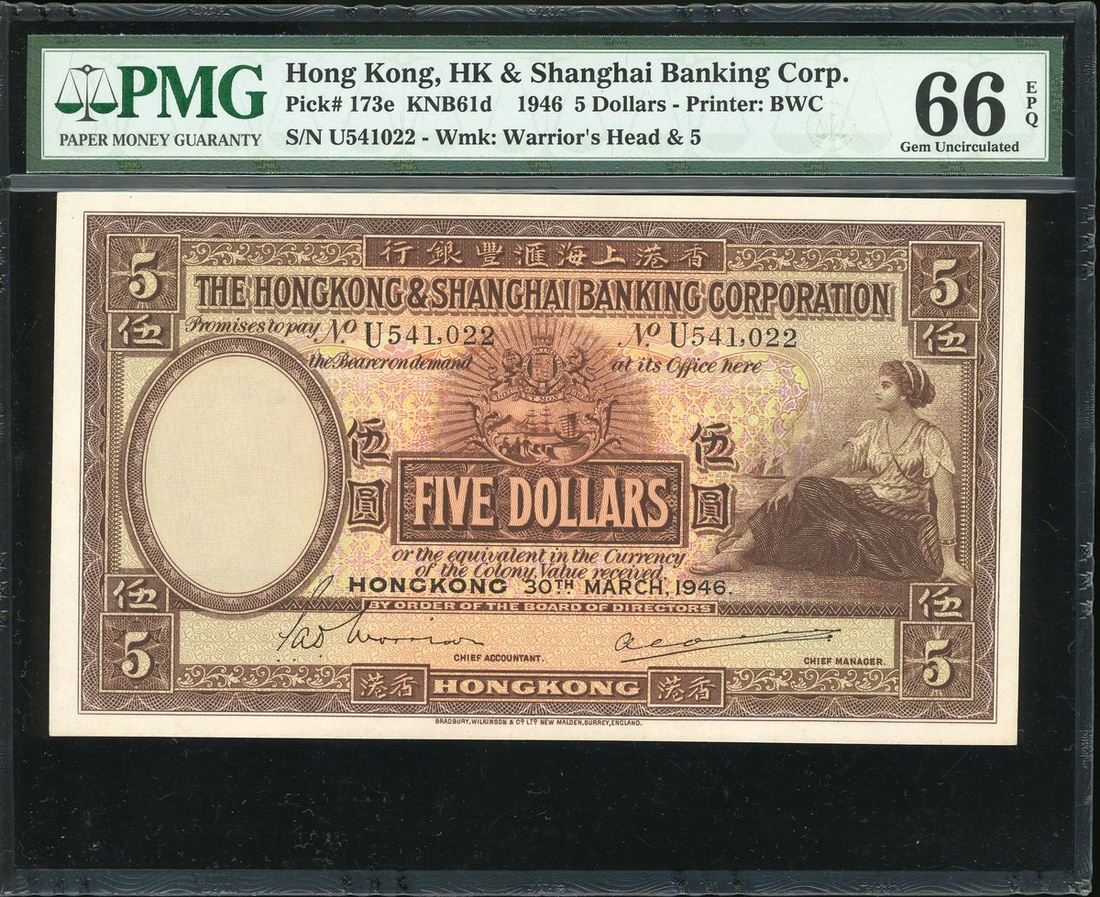 PMG
PAPER MONEY GUARANTY
Hong Kong, HK & Shanghai Banking Corp.
Pick# 173e KNB61d 1946 5 Dollars - Printer: BWC
S/N U541022 - Wmk: Warrior's Head & 5
66 EPQ
Gem Uncirculated
行銀豐滙海上港香
5 5
THE HONGKONG & SHANGHAI BANKING CORPORATION
伍 伍
Promises to pay No. U541,022 No. U541,022
the Bearer on demand at its Office here
伍圓 伍圓
FIVE DOLLARS
or the equivalent in the Currency
of the Colony, Value received
HONGKONG 30TH MARCH, 1946.
伍 伍
BY ORDER OF THE BOARD OF DIRECTORS
5 5
CHIEF ACCOUNTANT.
CHIEF MANAGER.
港香 HONGKONG 港香
BRADBURY, WILKINSON & Co. LTD. NEW MALDEN, SURREY, ENGLAND.